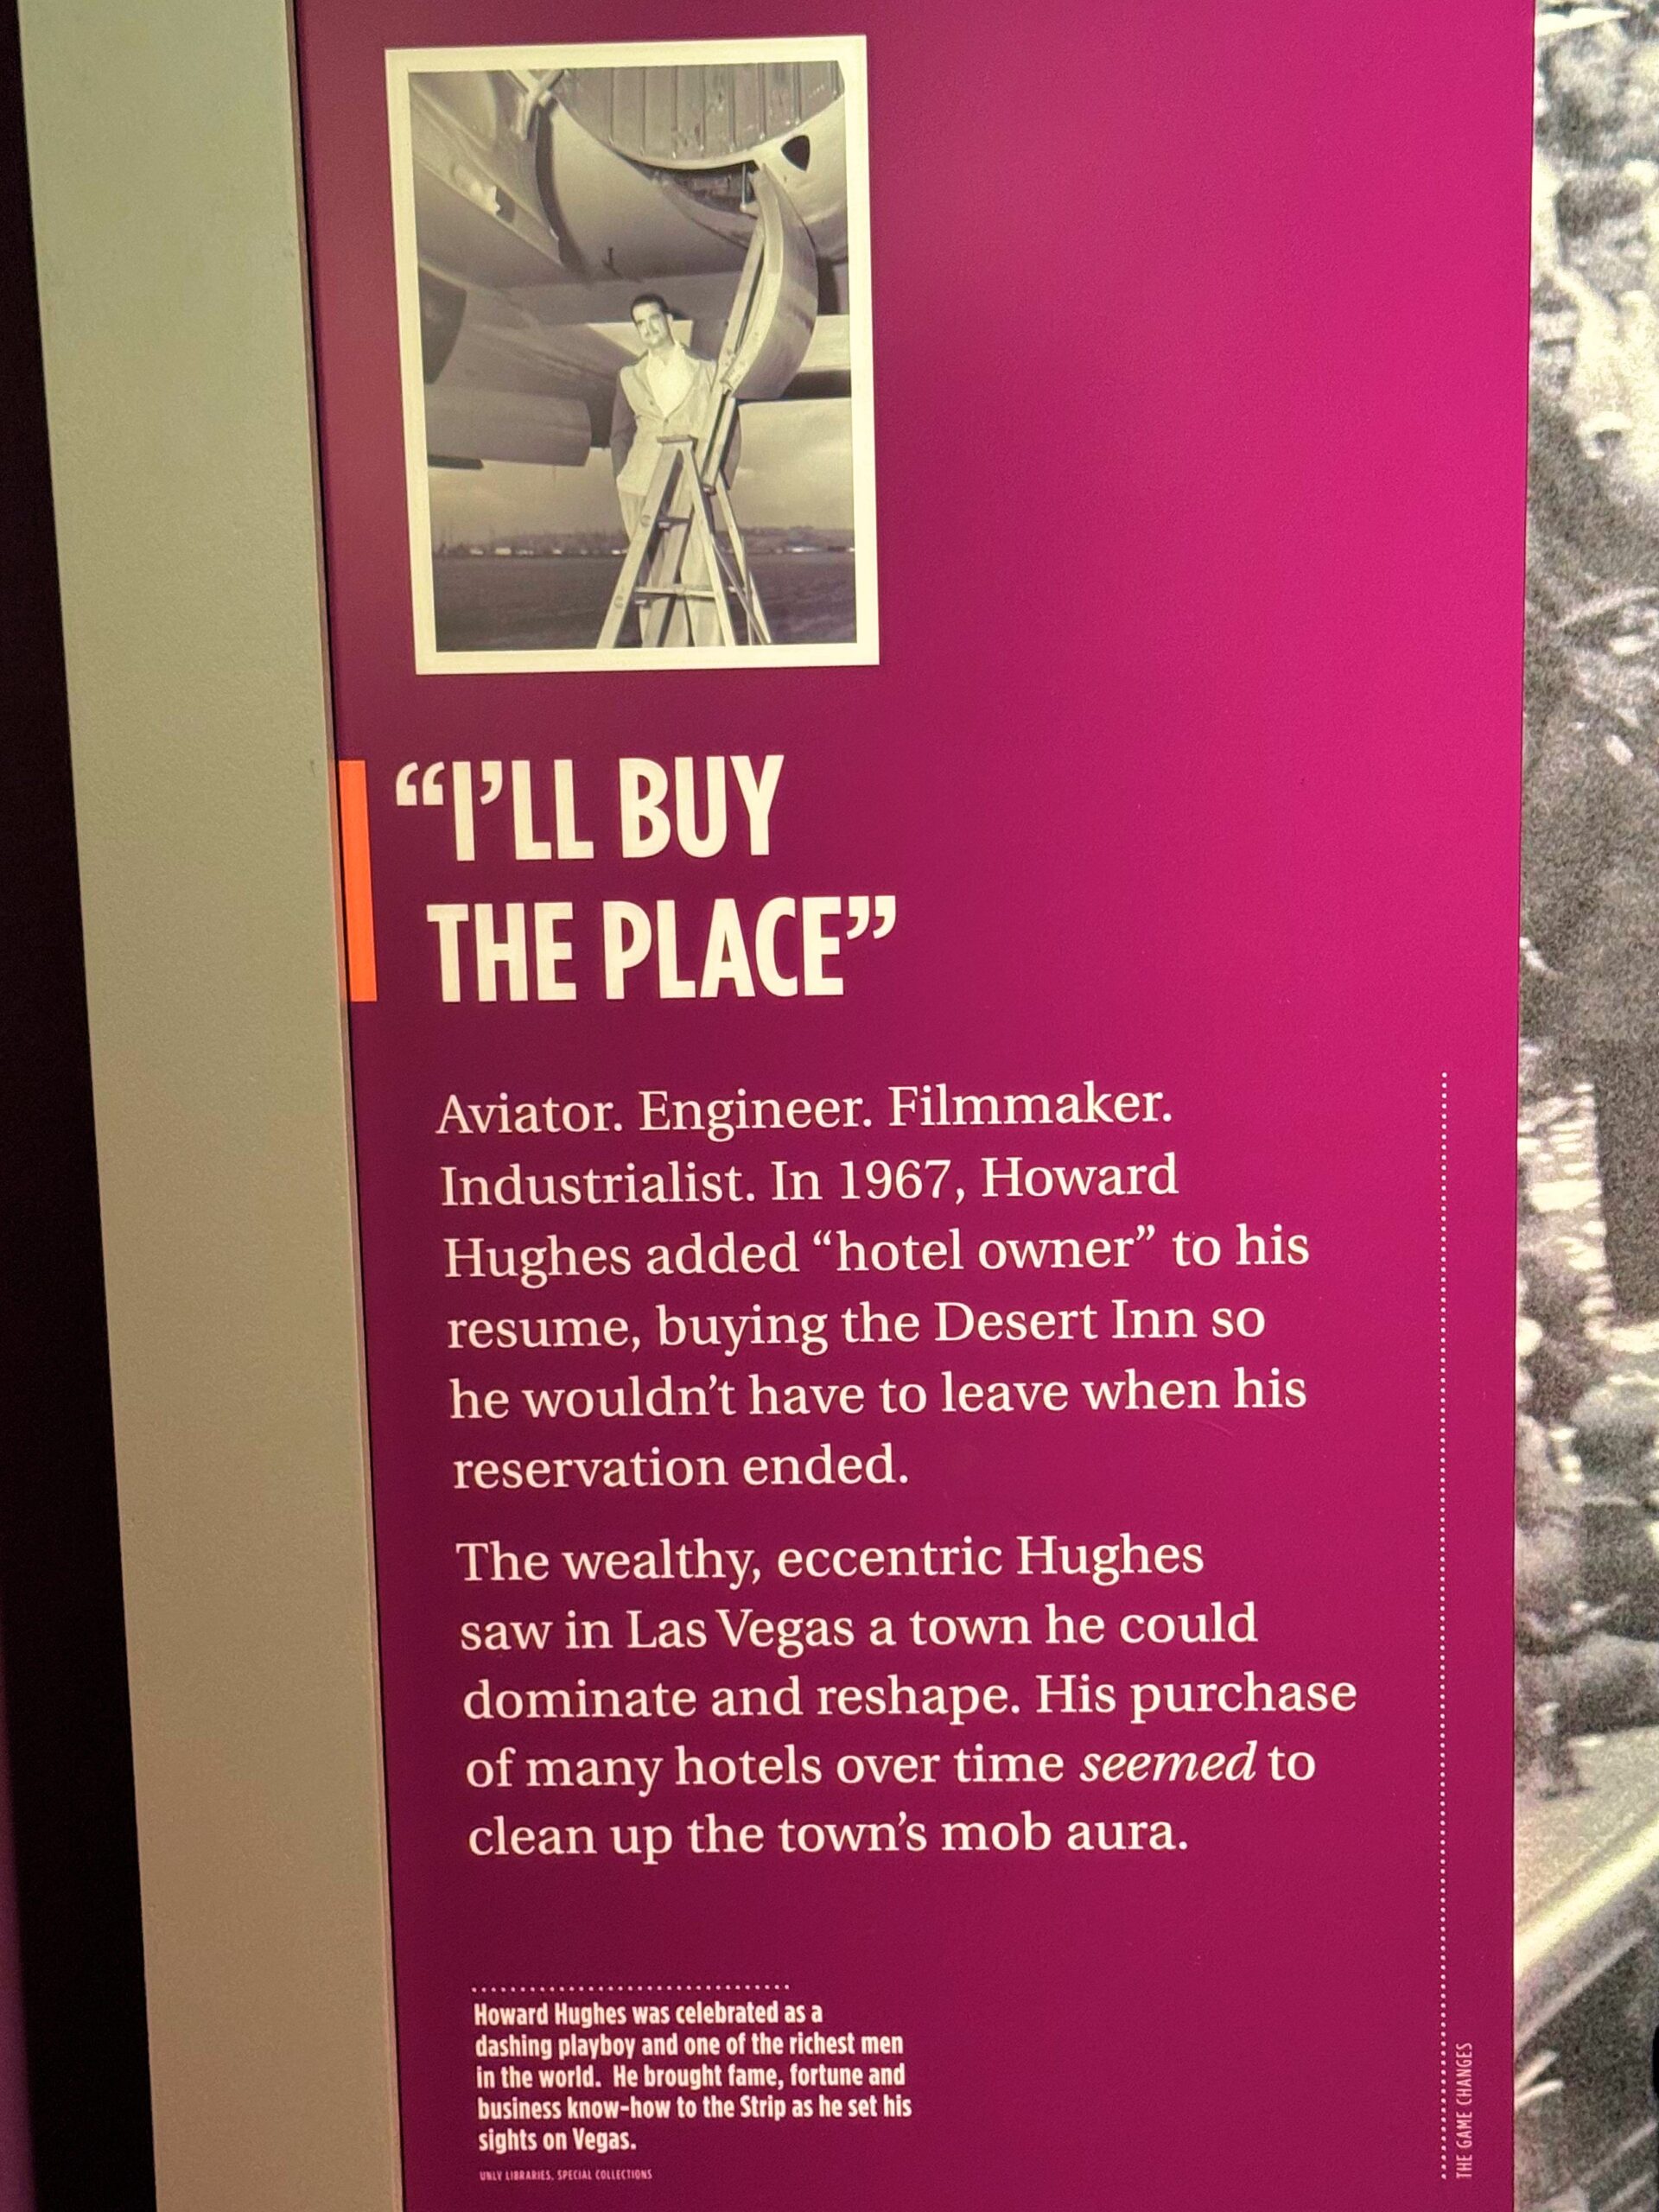 “I’LL BUY
THE PLACE”
Aviator. Engineer. Filmmaker.
Industrialist. In 1967, Howard
Hughes added “hotel owner” to his
resume, buying the Desert Inn so
he wouldn’t have to leave when his
reservation ended.
The wealthy, eccentric Hughes
saw in Las Vegas a town he could
dominate and reshape. His purchase
of many hotels over time seemed to
clean up the town’s mob aura.
Howard Hughes was celebrated as a
dashing playboy and one of the richest men
in the world.  He brought fame, fortune and
business know-how to the Strip as he set his
sights on Vegas.
UNLV LIBRARIES, SPECIAL COLLECTIONS
THE GAME CHANGES